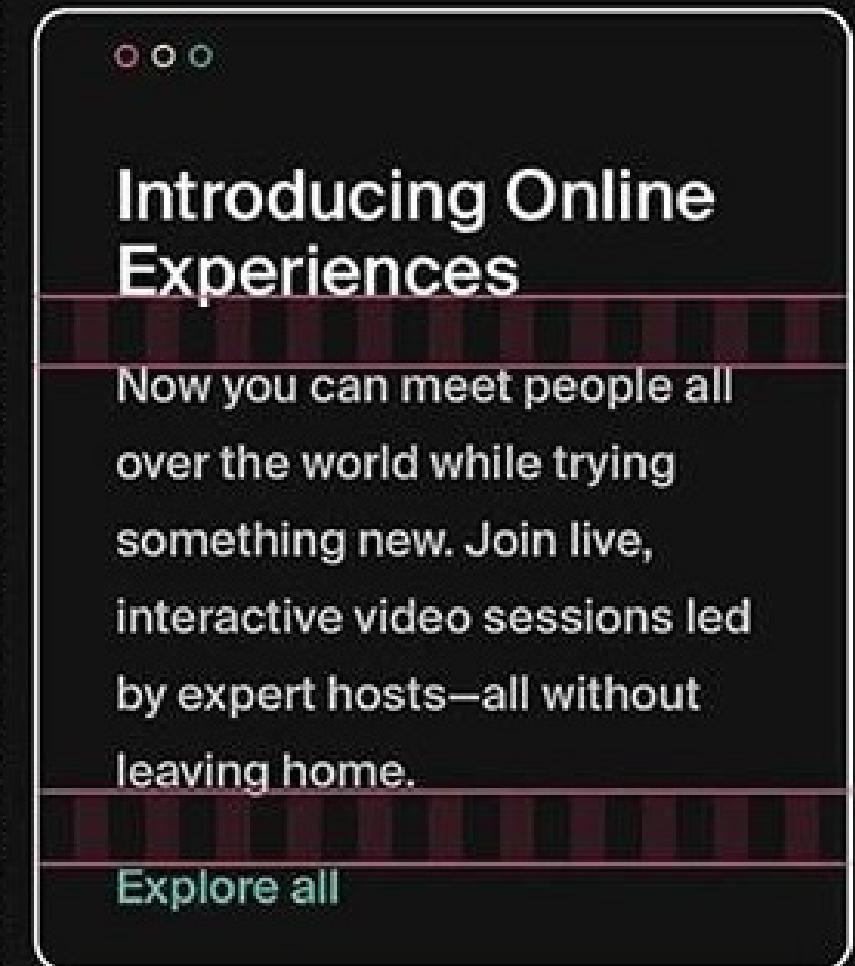 Introducing Online
Experiences
Now you can meet people all
over the world while trying
something new. Join live,
interactive video sessions led
by expert hosts—all without
leaving home.
Explore all